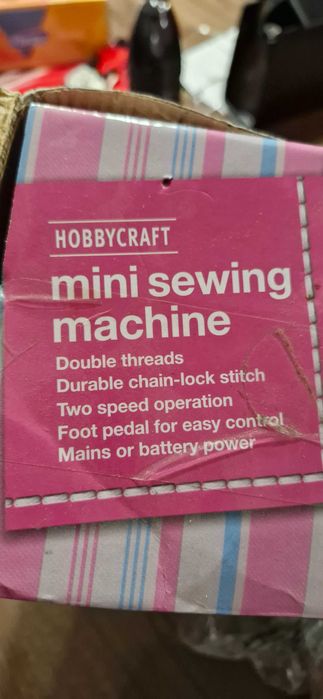 HOBBYCRAFT
mini sewing
machine
Double threads
Durable chain-lock stitch
Two speed operation
Foot pedal for easy control
Mains or battery power